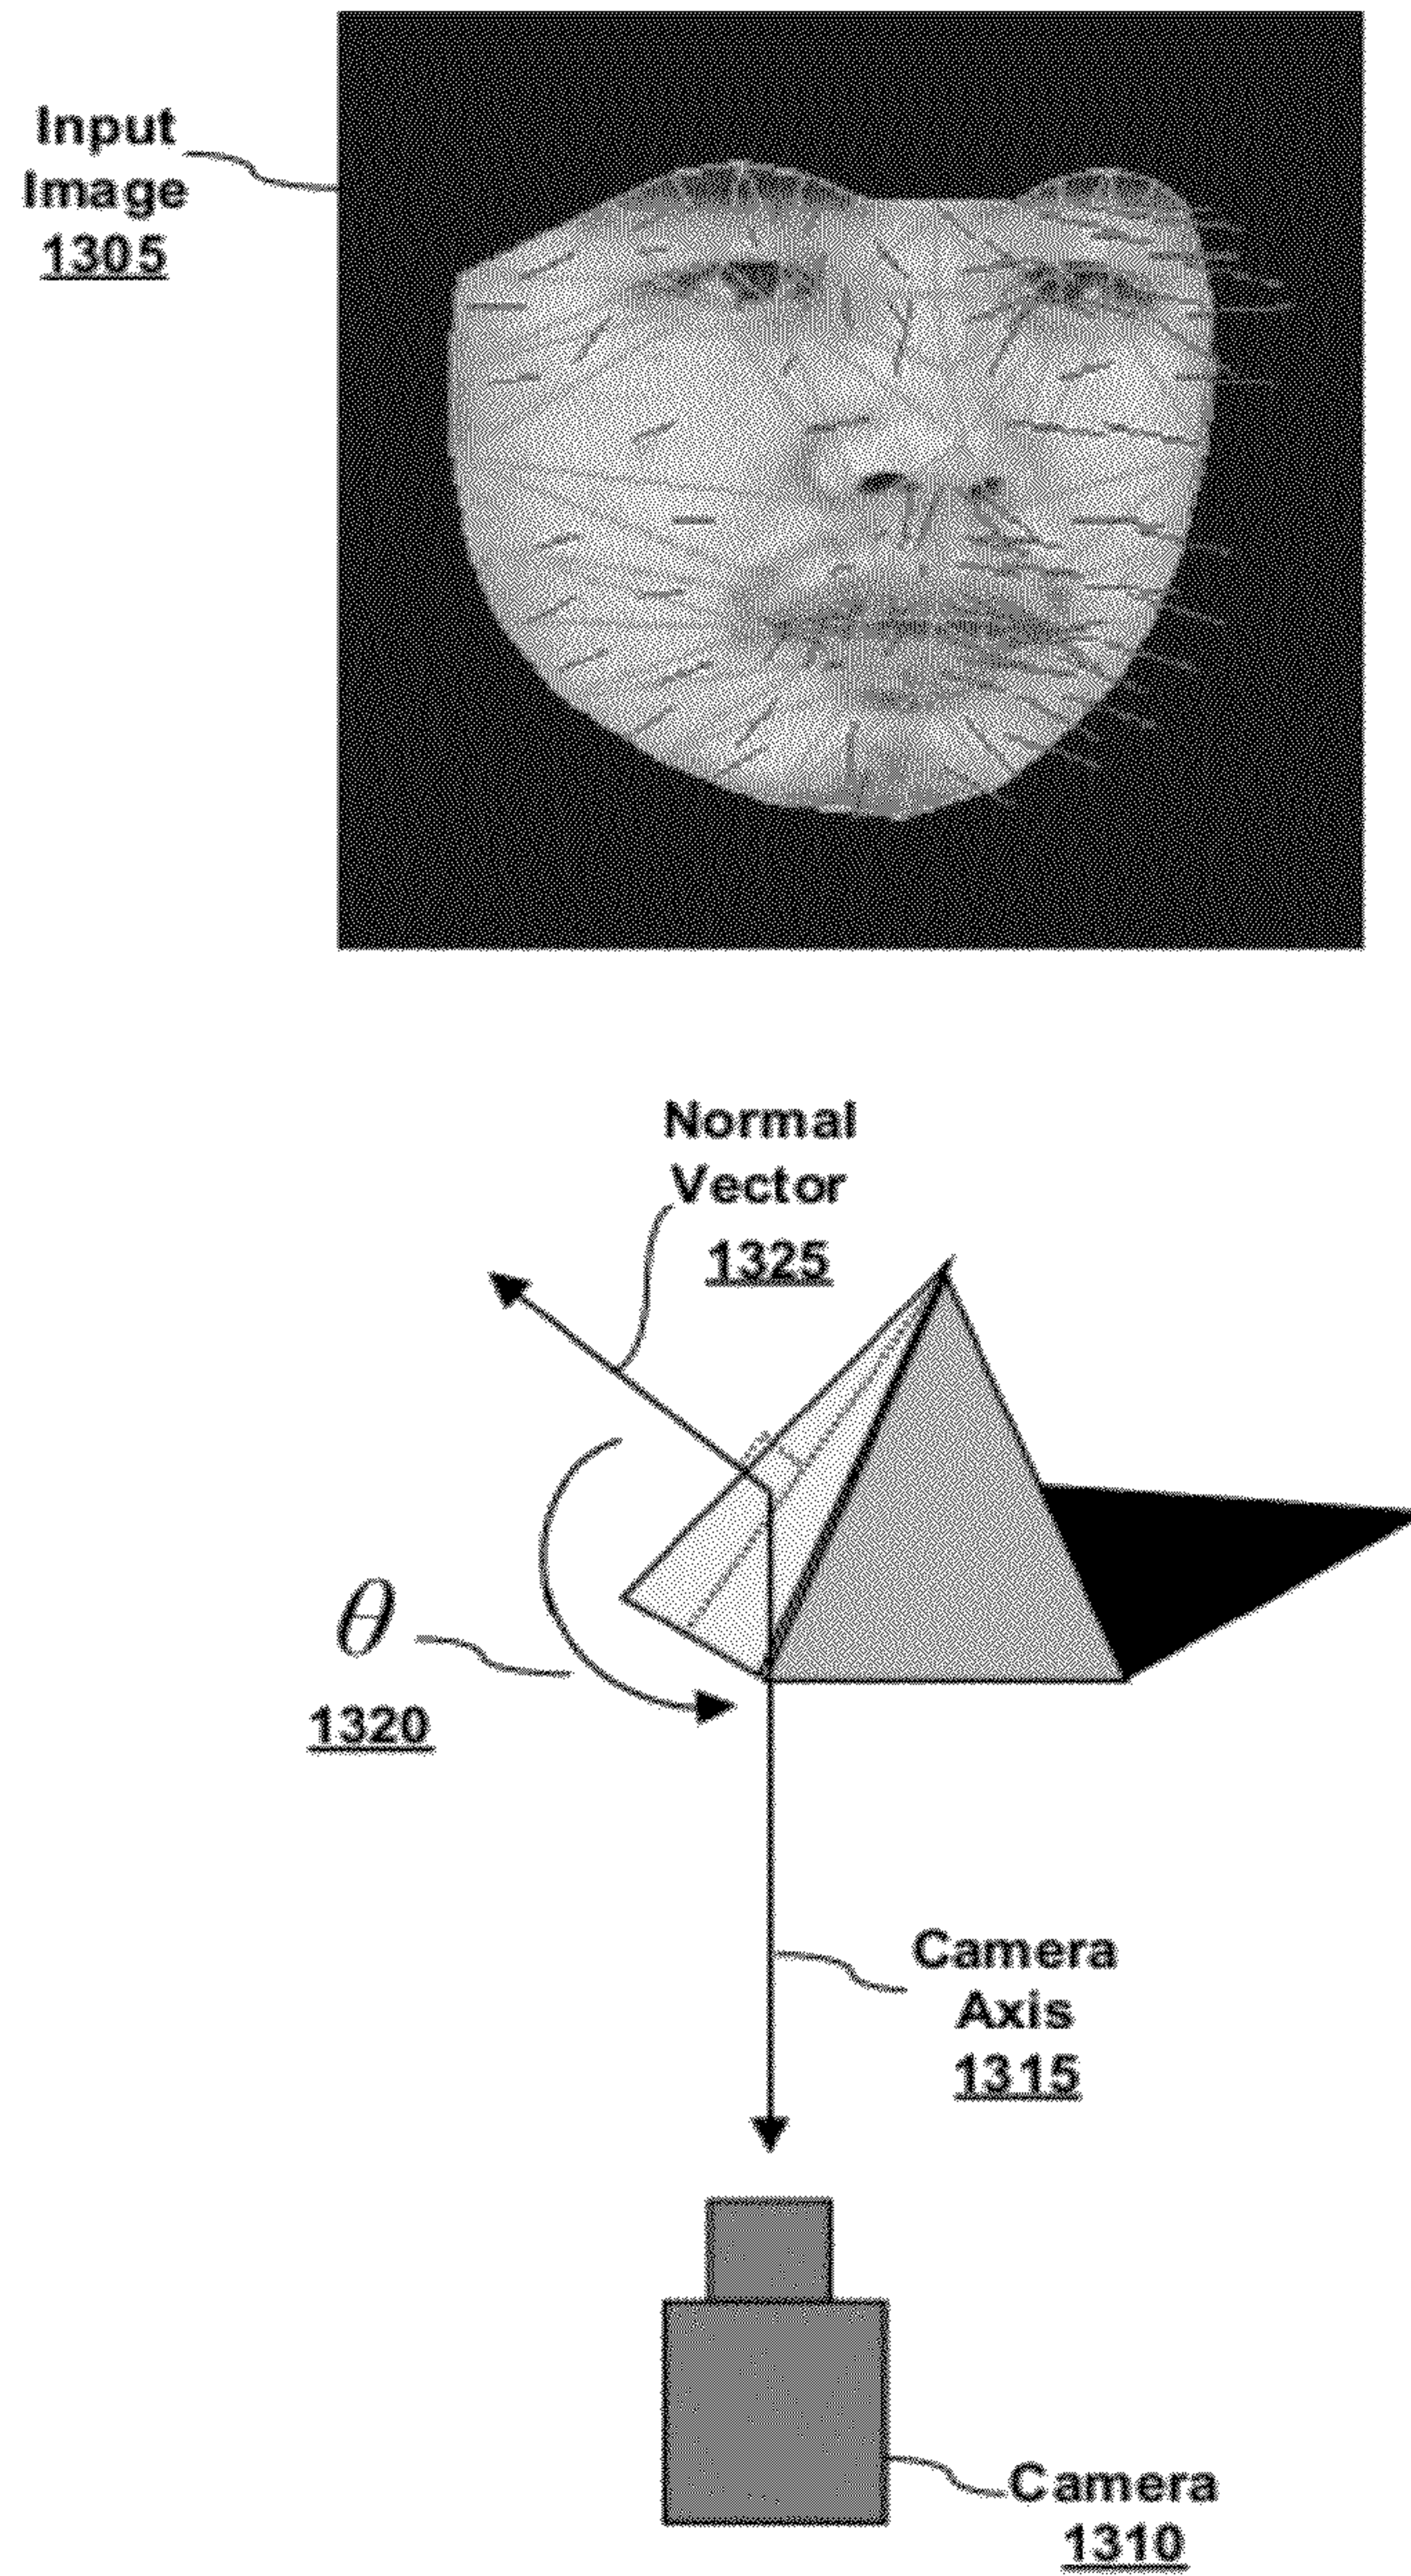 Input
Image
1305
Normal
Vector
1325
θ
1320
Camera
Axis
1315
Camera
1310